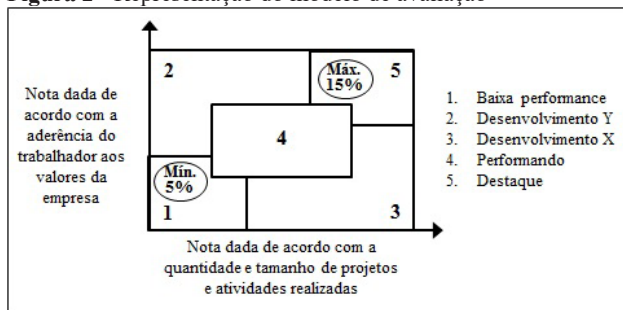 Figura 2 - Representação do modelo de avaliação
Nota dada de
acordo com a
aderência do
trabalhador aos
valores da
empresa
2
Máx.
15%
5
4
Mín.
5%
1
3
1. Baixa performance
2. Desenvolvimento Y
3. Desenvolvimento X
4. Performando
5. Destaque
Nota dada de acordo com a
quantidade e tamanho de projetos
e atividades realizadas